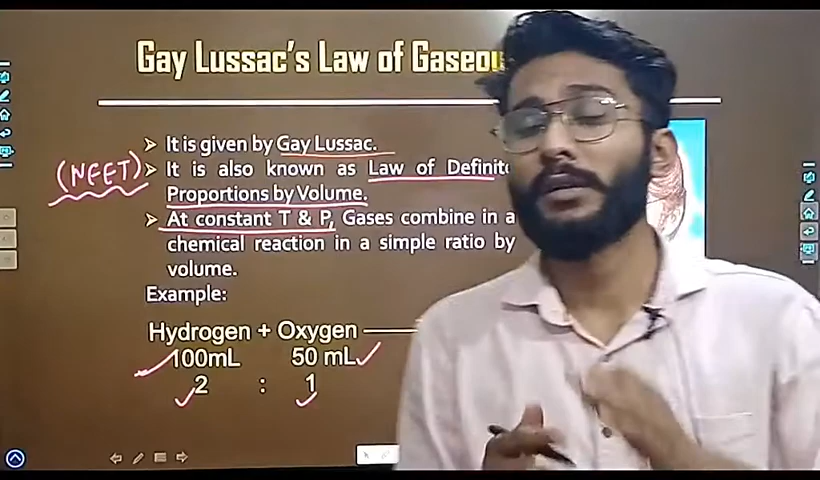 Gay Lussac's Law of Gaseou
➤ It is given by Gay Lussac.
(NEET)
➤ It is also known as Law of Definite
Proportions by Volume.
➤ At constant T & P, Gases combine in a
chemical reaction in a simple ratio by
volume.
Example:
Hydrogen + Oxygen
100mL 50 mL
2 : 1